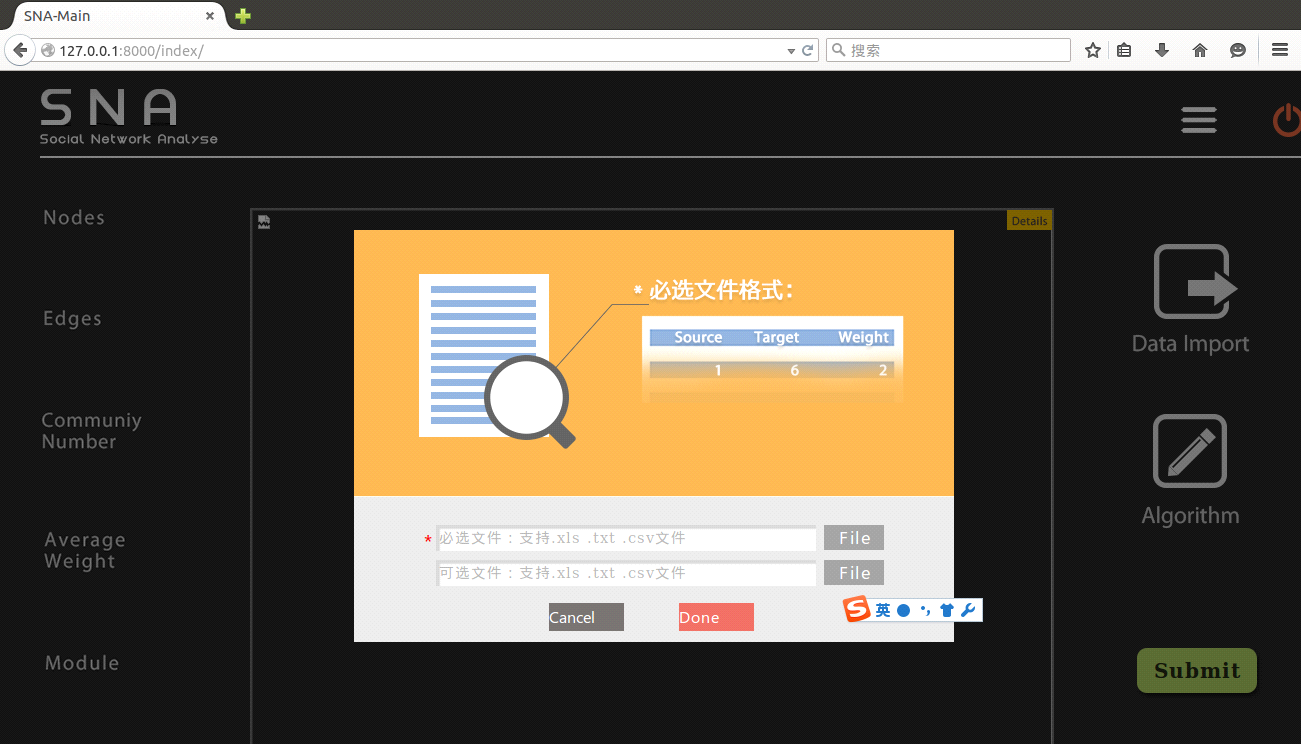 SNA-Main
127.0.0.1:8000/index/
搜索
SNA
Social Network Analyse
Nodes
Details
* 必选文件格式：
Source Target Weight
1 6 2
Edges
Data Import
Communiy
Number
Algorithm
Average
Weight
* 必选文件：支持.xls .txt .csv文件 File
可选文件：支持.xls .txt .csv文件 File
S 英
Cancel Done
Module
Submit